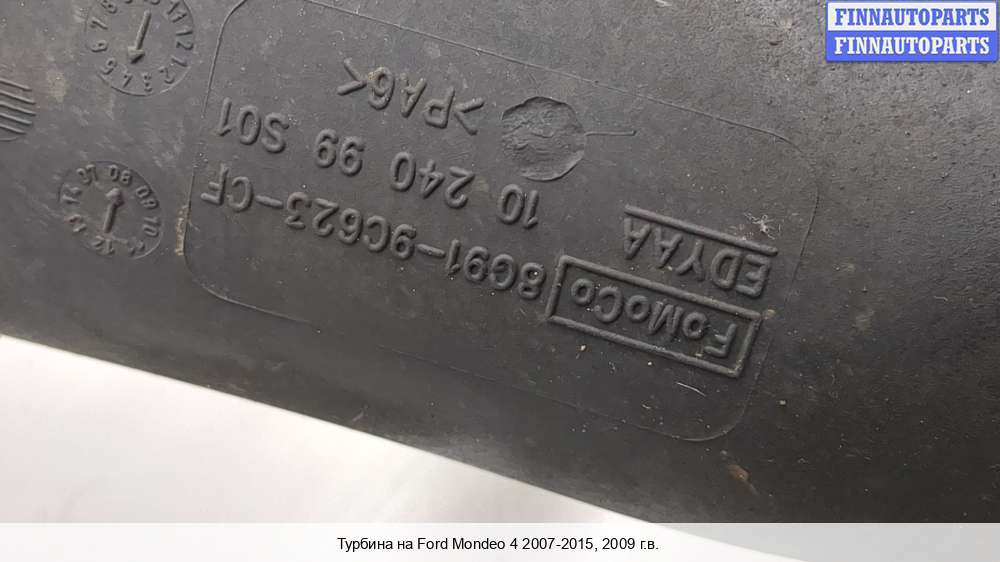 FINNAUTOPARTS
FINNAUTOPARTS
FoMoCo 8G91-9C623-CF
EDYAA 10 240 99 S01
>PA6<
Турбина на Ford Mondeo 4 2007-2015, 2009 г.в.